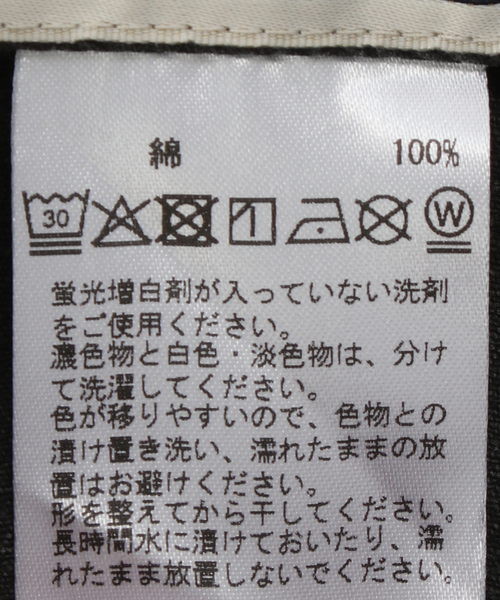 綿 100%
30 W
蛍光増白剤が入っていない洗剤
をご使用ください。
濃色物と白色・淡色物は、分け
て洗濯してください。
色が移りやすいので、色物との
漬け置き洗い、濡れたままの放
置はお避けください。
形を整えてから干してください。
長時間水に漬けておいたり、濡
れたまま放置しないでください。